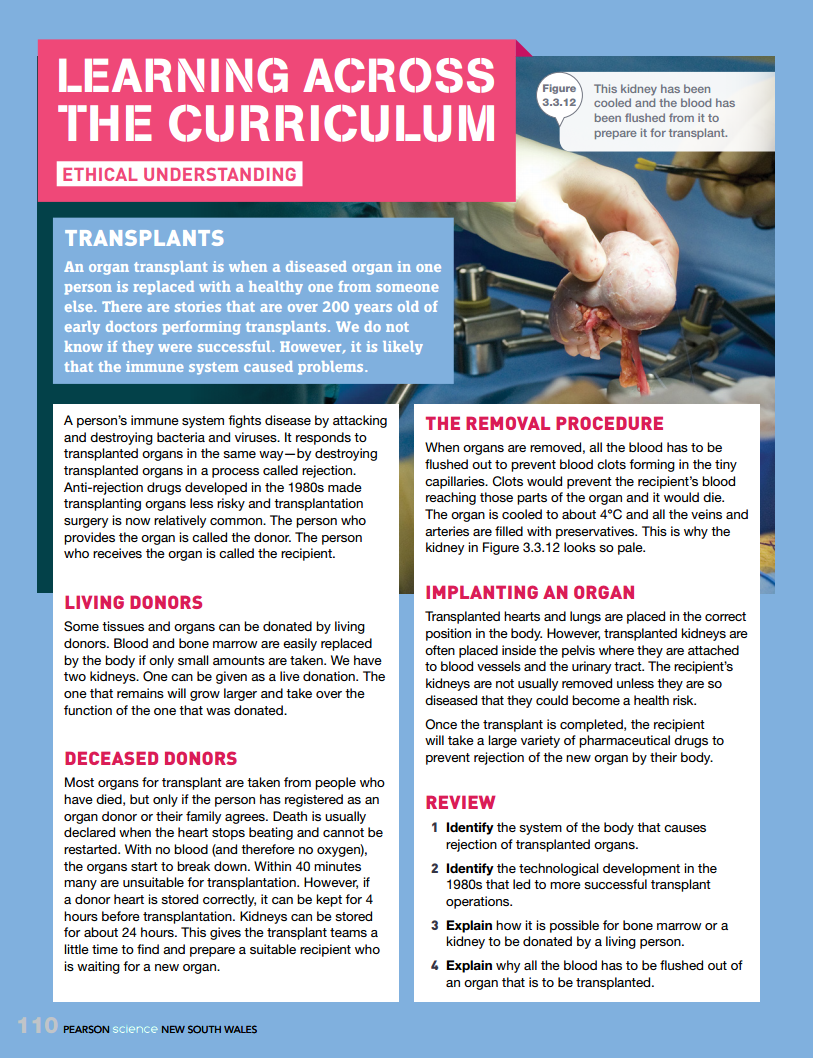 LEARNING ACROSS
THE CURRICULUM
ETHICAL UNDERSTANDING
Figure
3.3.12
This kidney has been
cooled and the blood has
been flushed from it to
prepare it for transplant.
TRANSPLANTS
An organ transplant is when a diseased organ in one
person is replaced with a healthy one from someone
else. There are stories that are over 200 years old of
early doctors performing transplants. We do not
know if they were successful. However, it is likely
that the immune system caused problems.
A person's immune system fights disease by attacking
and destroying bacteria and viruses. It responds to
transplanted organs in the same way—by destroying
transplanted organs in a process called rejection.
Anti-rejection drugs developed in the 1980s made
transplanting organs less risky and transplantation
surgery is now relatively common. The person who
provides the organ is called the donor. The person
who receives the organ is called the recipient.
LIVING DONORS
Some tissues and organs can be donated by living
donors. Blood and bone marrow are easily replaced
by the body if only small amounts are taken. We have
two kidneys. One can be given as a live donation. The
one that remains will grow larger and take over the
function of the one that was donated.
DECEASED DONORS
Most organs for transplant are taken from people who
have died, but only if the person has registered as an
organ donor or their family agrees. Death is usually
declared when the heart stops beating and cannot be
restarted. With no blood (and therefore no oxygen),
the organs start to break down. Within 40 minutes
many are unsuitable for transplantation. However, if
a donor heart is stored correctly, it can be kept for 4
hours before transplantation. Kidneys can be stored
for about 24 hours. This gives the transplant teams a
little time to find and prepare a suitable recipient who
is waiting for a new organ.
THE REMOVAL PROCEDURE
When organs are removed, all the blood has to be
flushed out to prevent blood clots forming in the tiny
capillaries. Clots would prevent the recipient's blood
reaching those parts of the organ and it would die.
The organ is cooled to about 4°C and all the veins and
arteries are filled with preservatives. This is why the
kidney in Figure 3.3.12 looks so pale.
IMPLANTING AN ORGAN
Transplanted hearts and lungs are placed in the correct
position in the body. However, transplanted kidneys are
often placed inside the pelvis where they are attached
to blood vessels and the urinary tract. The recipient's
kidneys are not usually removed unless they are so
diseased that they could become a health risk.
Once the transplant is completed, the recipient
will take a large variety of pharmaceutical drugs to
prevent rejection of the new organ by their body.
REVIEW
1 Identify the system of the body that causes
rejection of transplanted organs.
2 Identify the technological development in the
1980s that led to more successful transplant
operations.
3 Explain how it is possible for bone marrow or a
kidney to be donated by a living person.
4 Explain why all the blood has to be flushed out of
an organ that is to be transplanted.
110 PEARSON science NEW SOUTH WALES